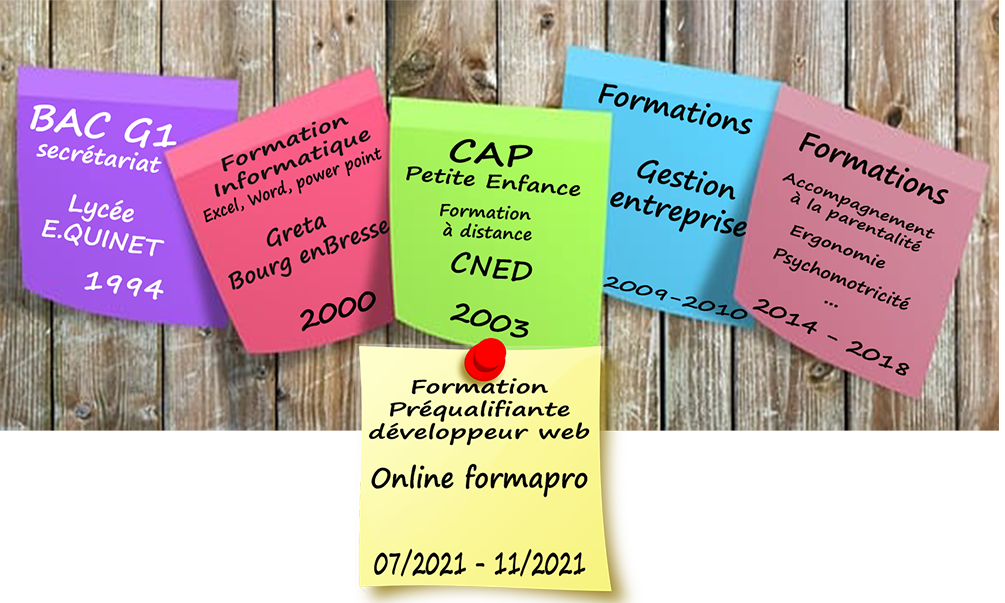 BAC G1
secrétariat
Lycée
E.QUINET
1994
Formation
Informatique
Excel, Word, power point
Greta
Bourg enBresse
2000
CAP
Petite Enfance
Formation
à distance
CNED
2003
Formations
Gestion
entreprise
2009-2010
Formations
Accompagnement
à la parentalité
Ergonomie
Psychomotricité
...
2014 - 2018
Formation
Préqualifiante
développeur web
Online formapro
07/2021 - 11/2021